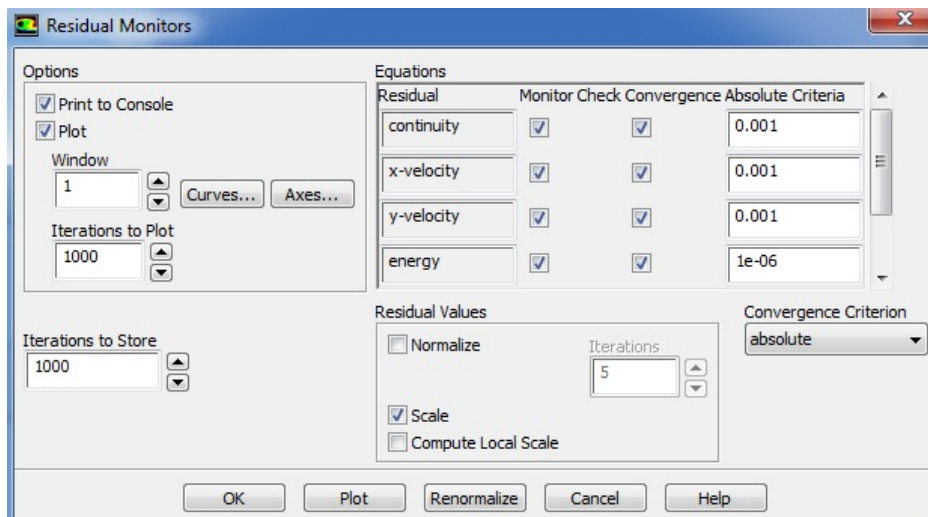 Residual Monitors
x
Options
Print to Console
Plot
Window
1
Curves...
Axes...
Iterations to Plot
1000
Iterations to Store
1000
Equations
Residual Monitor Check Convergence Absolute Criteria
continuity 0.001
x-velocity 0.001
y-velocity 0.001
energy 1e-06
Residual Values
Normalize
Iterations
5
Scale
Compute Local Scale
Convergence Criterion
absolute
OK Plot Renormalize Cancel Help